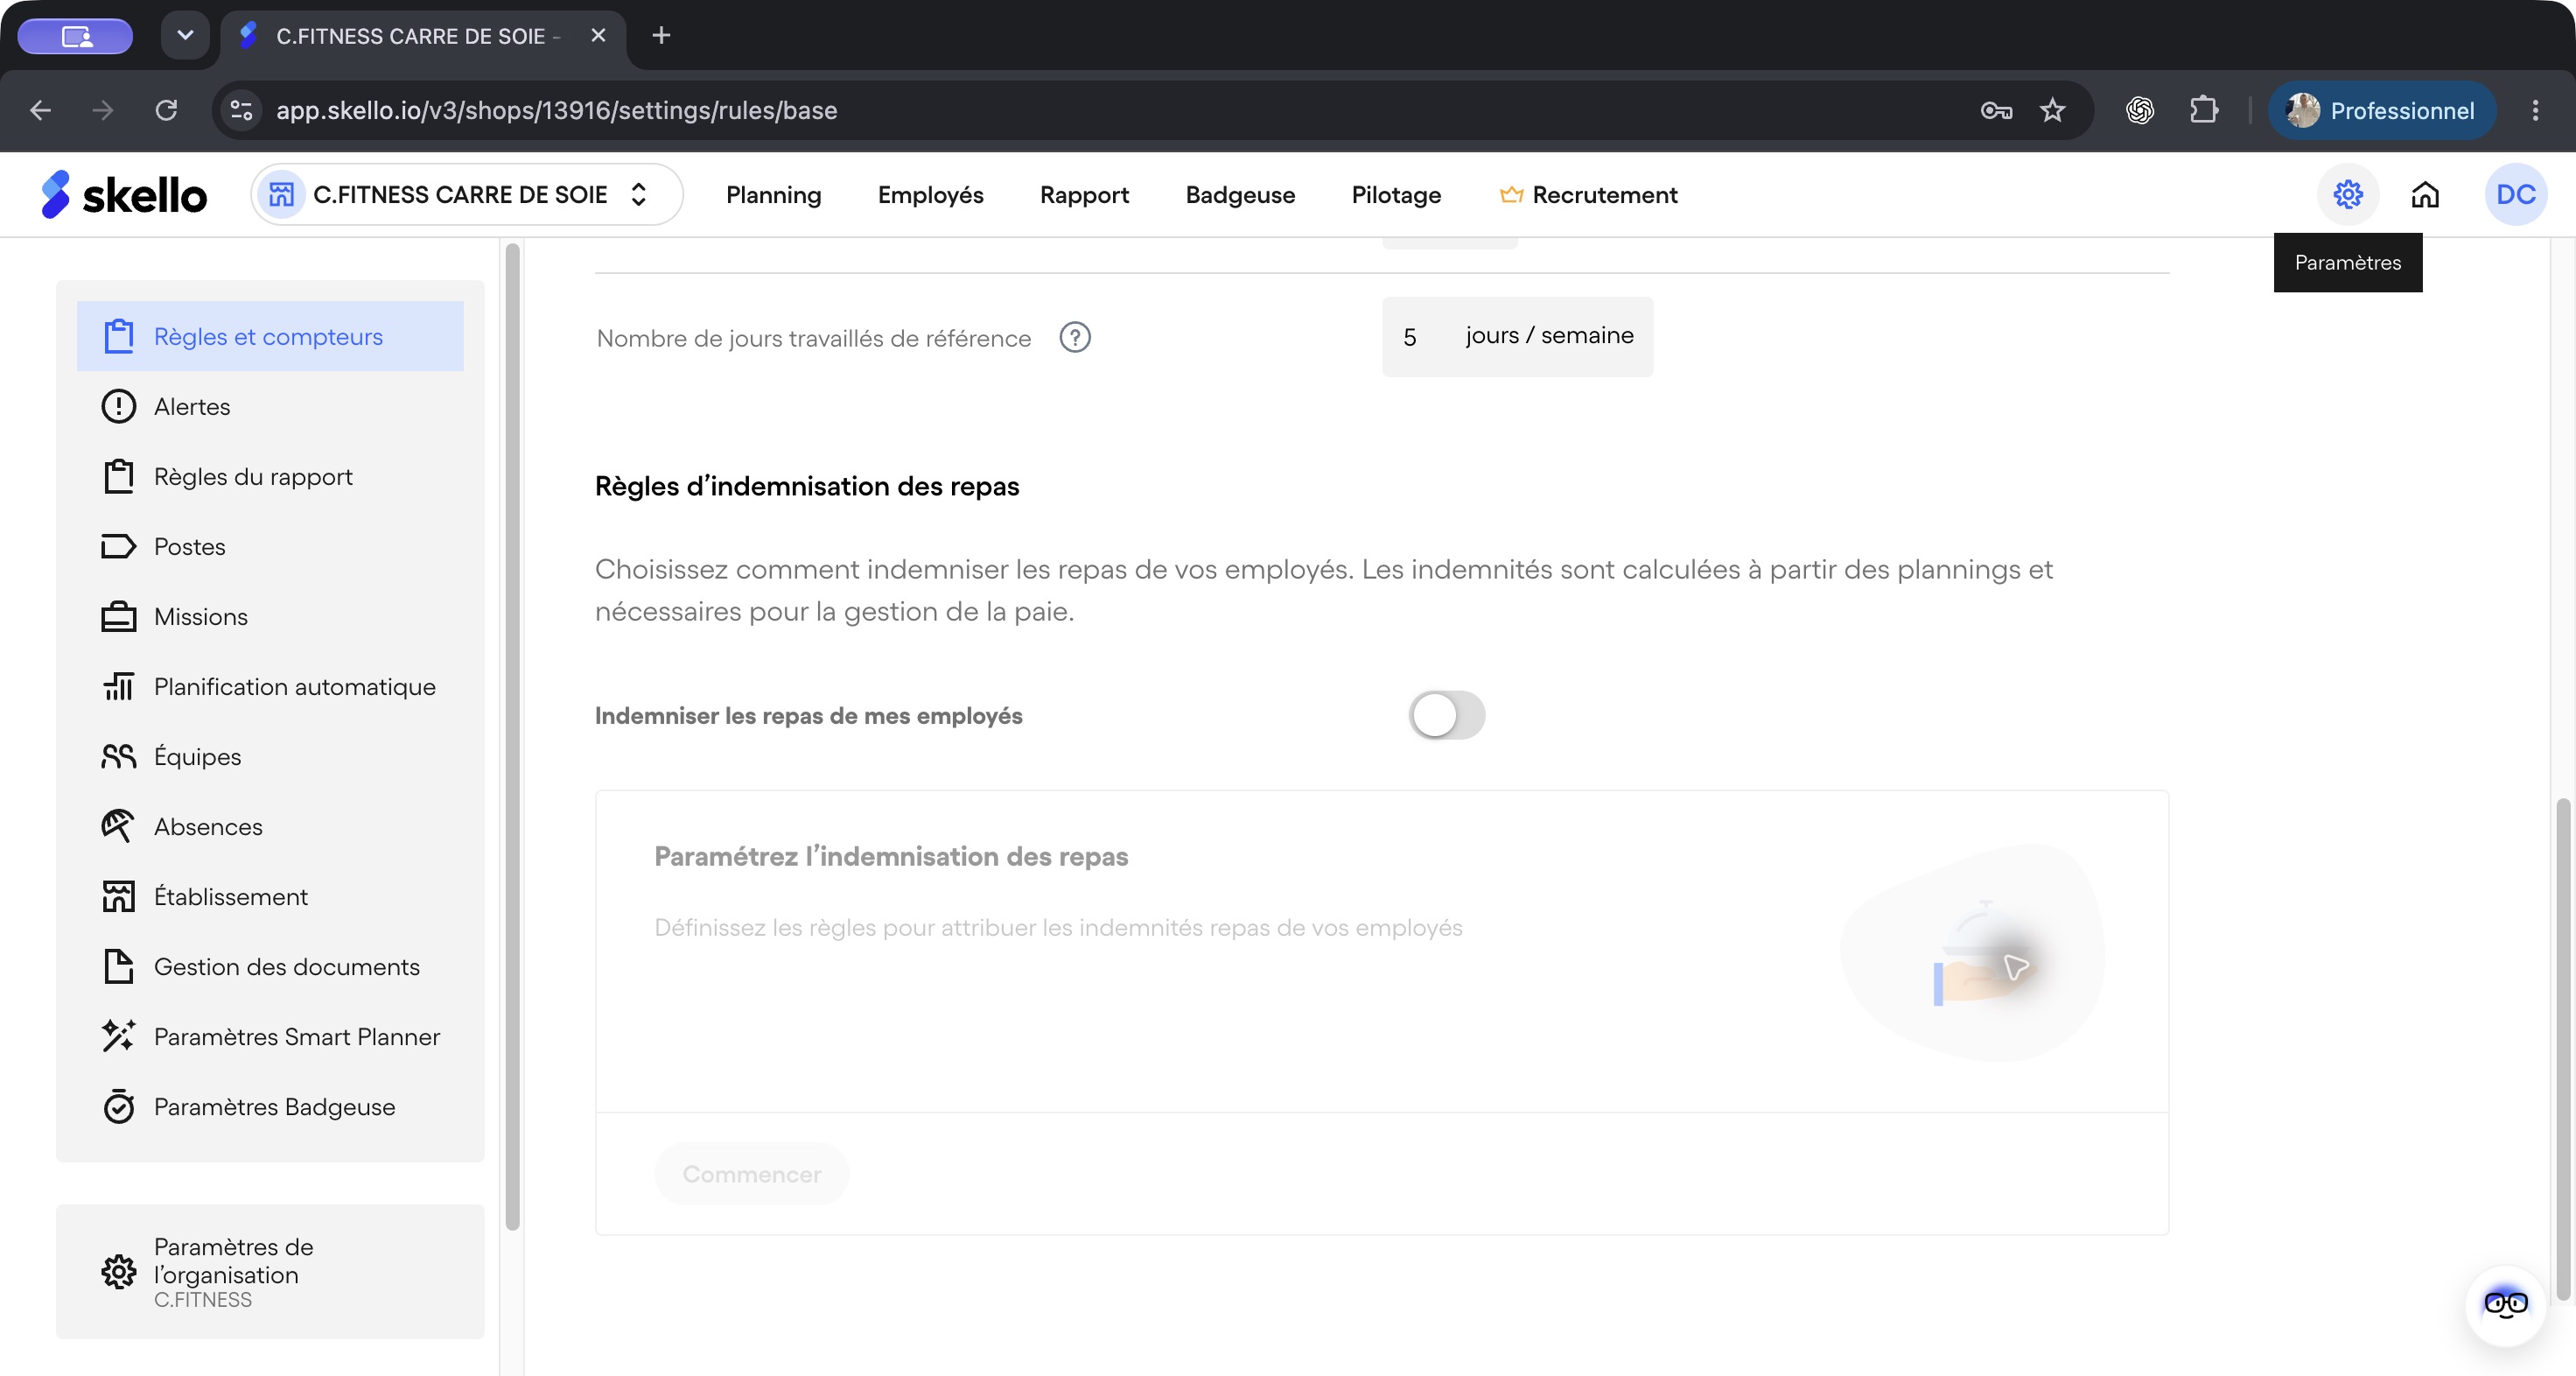 C.FITNESS CARRE DE SOIE -
app.skello.io/v3/shops/13916/settings/rules/base
Professionnel
skello
C.FITNESS CARRE DE SOIE
Planning
Employés
Rapport
Badgeuse
Pilotage
Recrutement
DC
Paramètres
Règles et compteurs
Alertes
Règles du rapport
Postes
Missions
Planification automatique
Équipes
Absences
Établissement
Gestion des documents
Paramètres Smart Planner
Paramètres Badgeuse
Paramètres de
l’organisation
C.FITNESS
Nombre de jours travaillés de référence ?
5 jours / semaine
Règles d’indemnisation des repas
Choisissez comment indemniser les repas de vos employés. Les indemnités sont calculées à partir des plannings et
nécessaires pour la gestion de la paie.
Indemniser les repas de mes employés
Paramétrez l’indemnisation des repas
Définissez les règles pour attribuer les indemnités repas de vos employés
Commencer